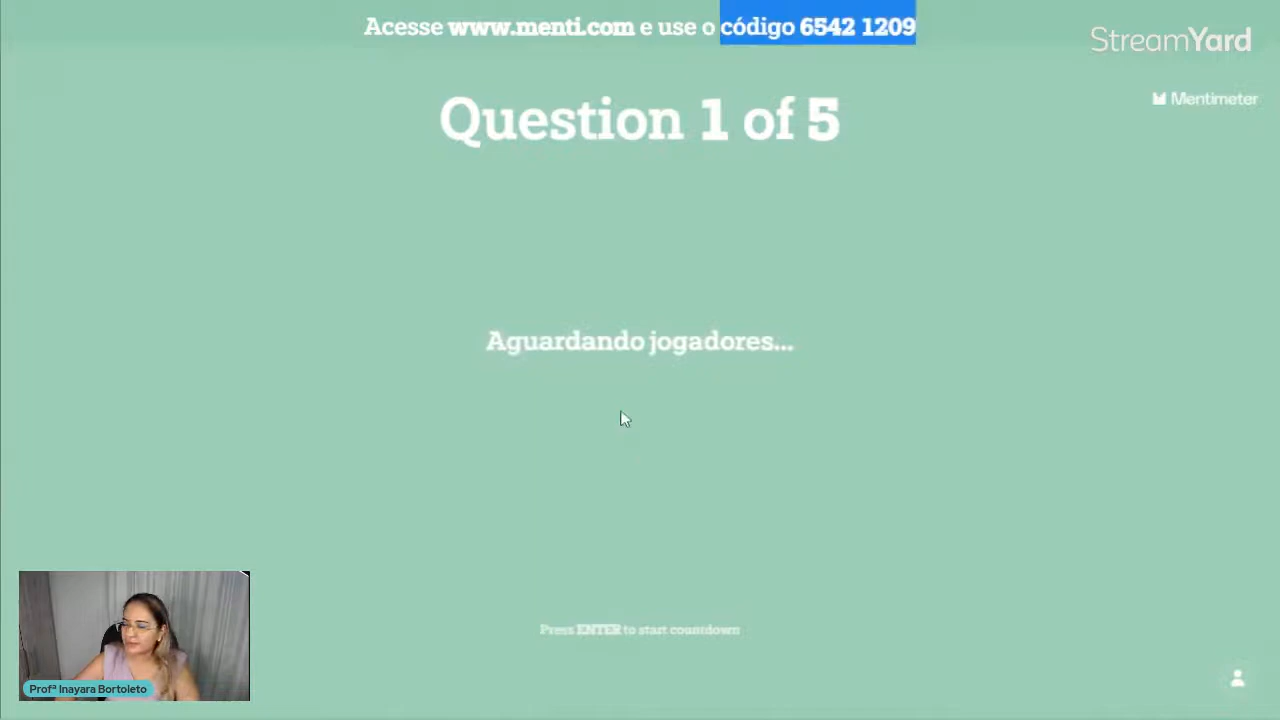 Acesse www.menti.com e use o código 6542 1209
StreamYard
Mentimeter
Question 1 of 5
Aguardando jogadores...
Press ENTER to start countdown
Profª Inayara Bortoleto